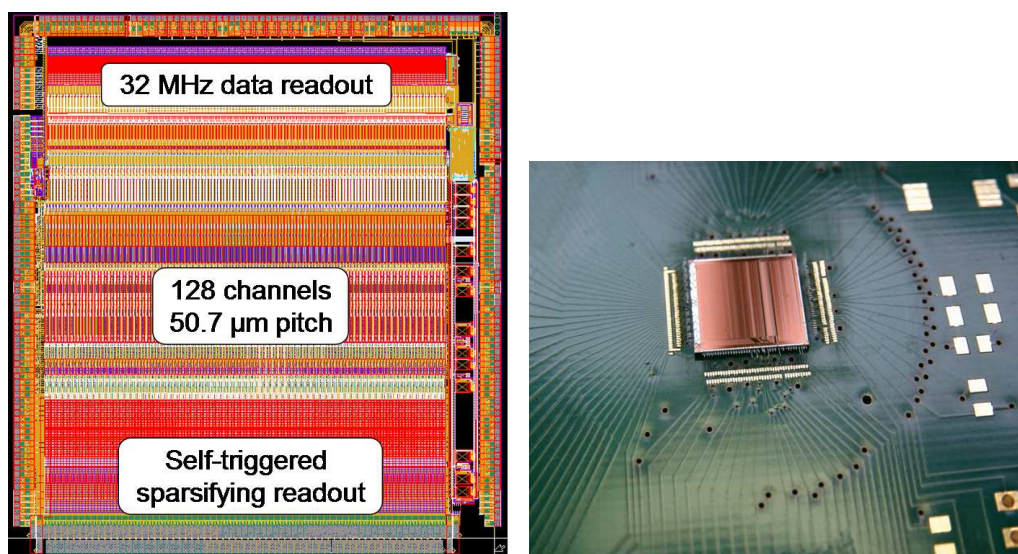 32 MHz data readout
128 channels
50.7 µm pitch
Self-triggered
sparsifying readout